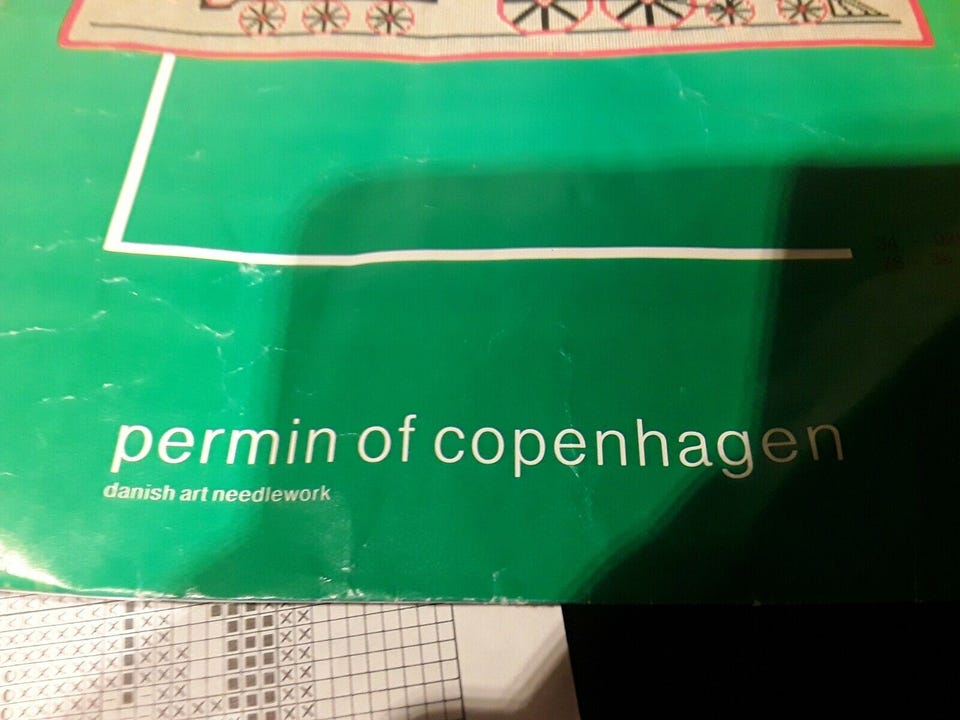 permin of copenhagen
danish art needlework